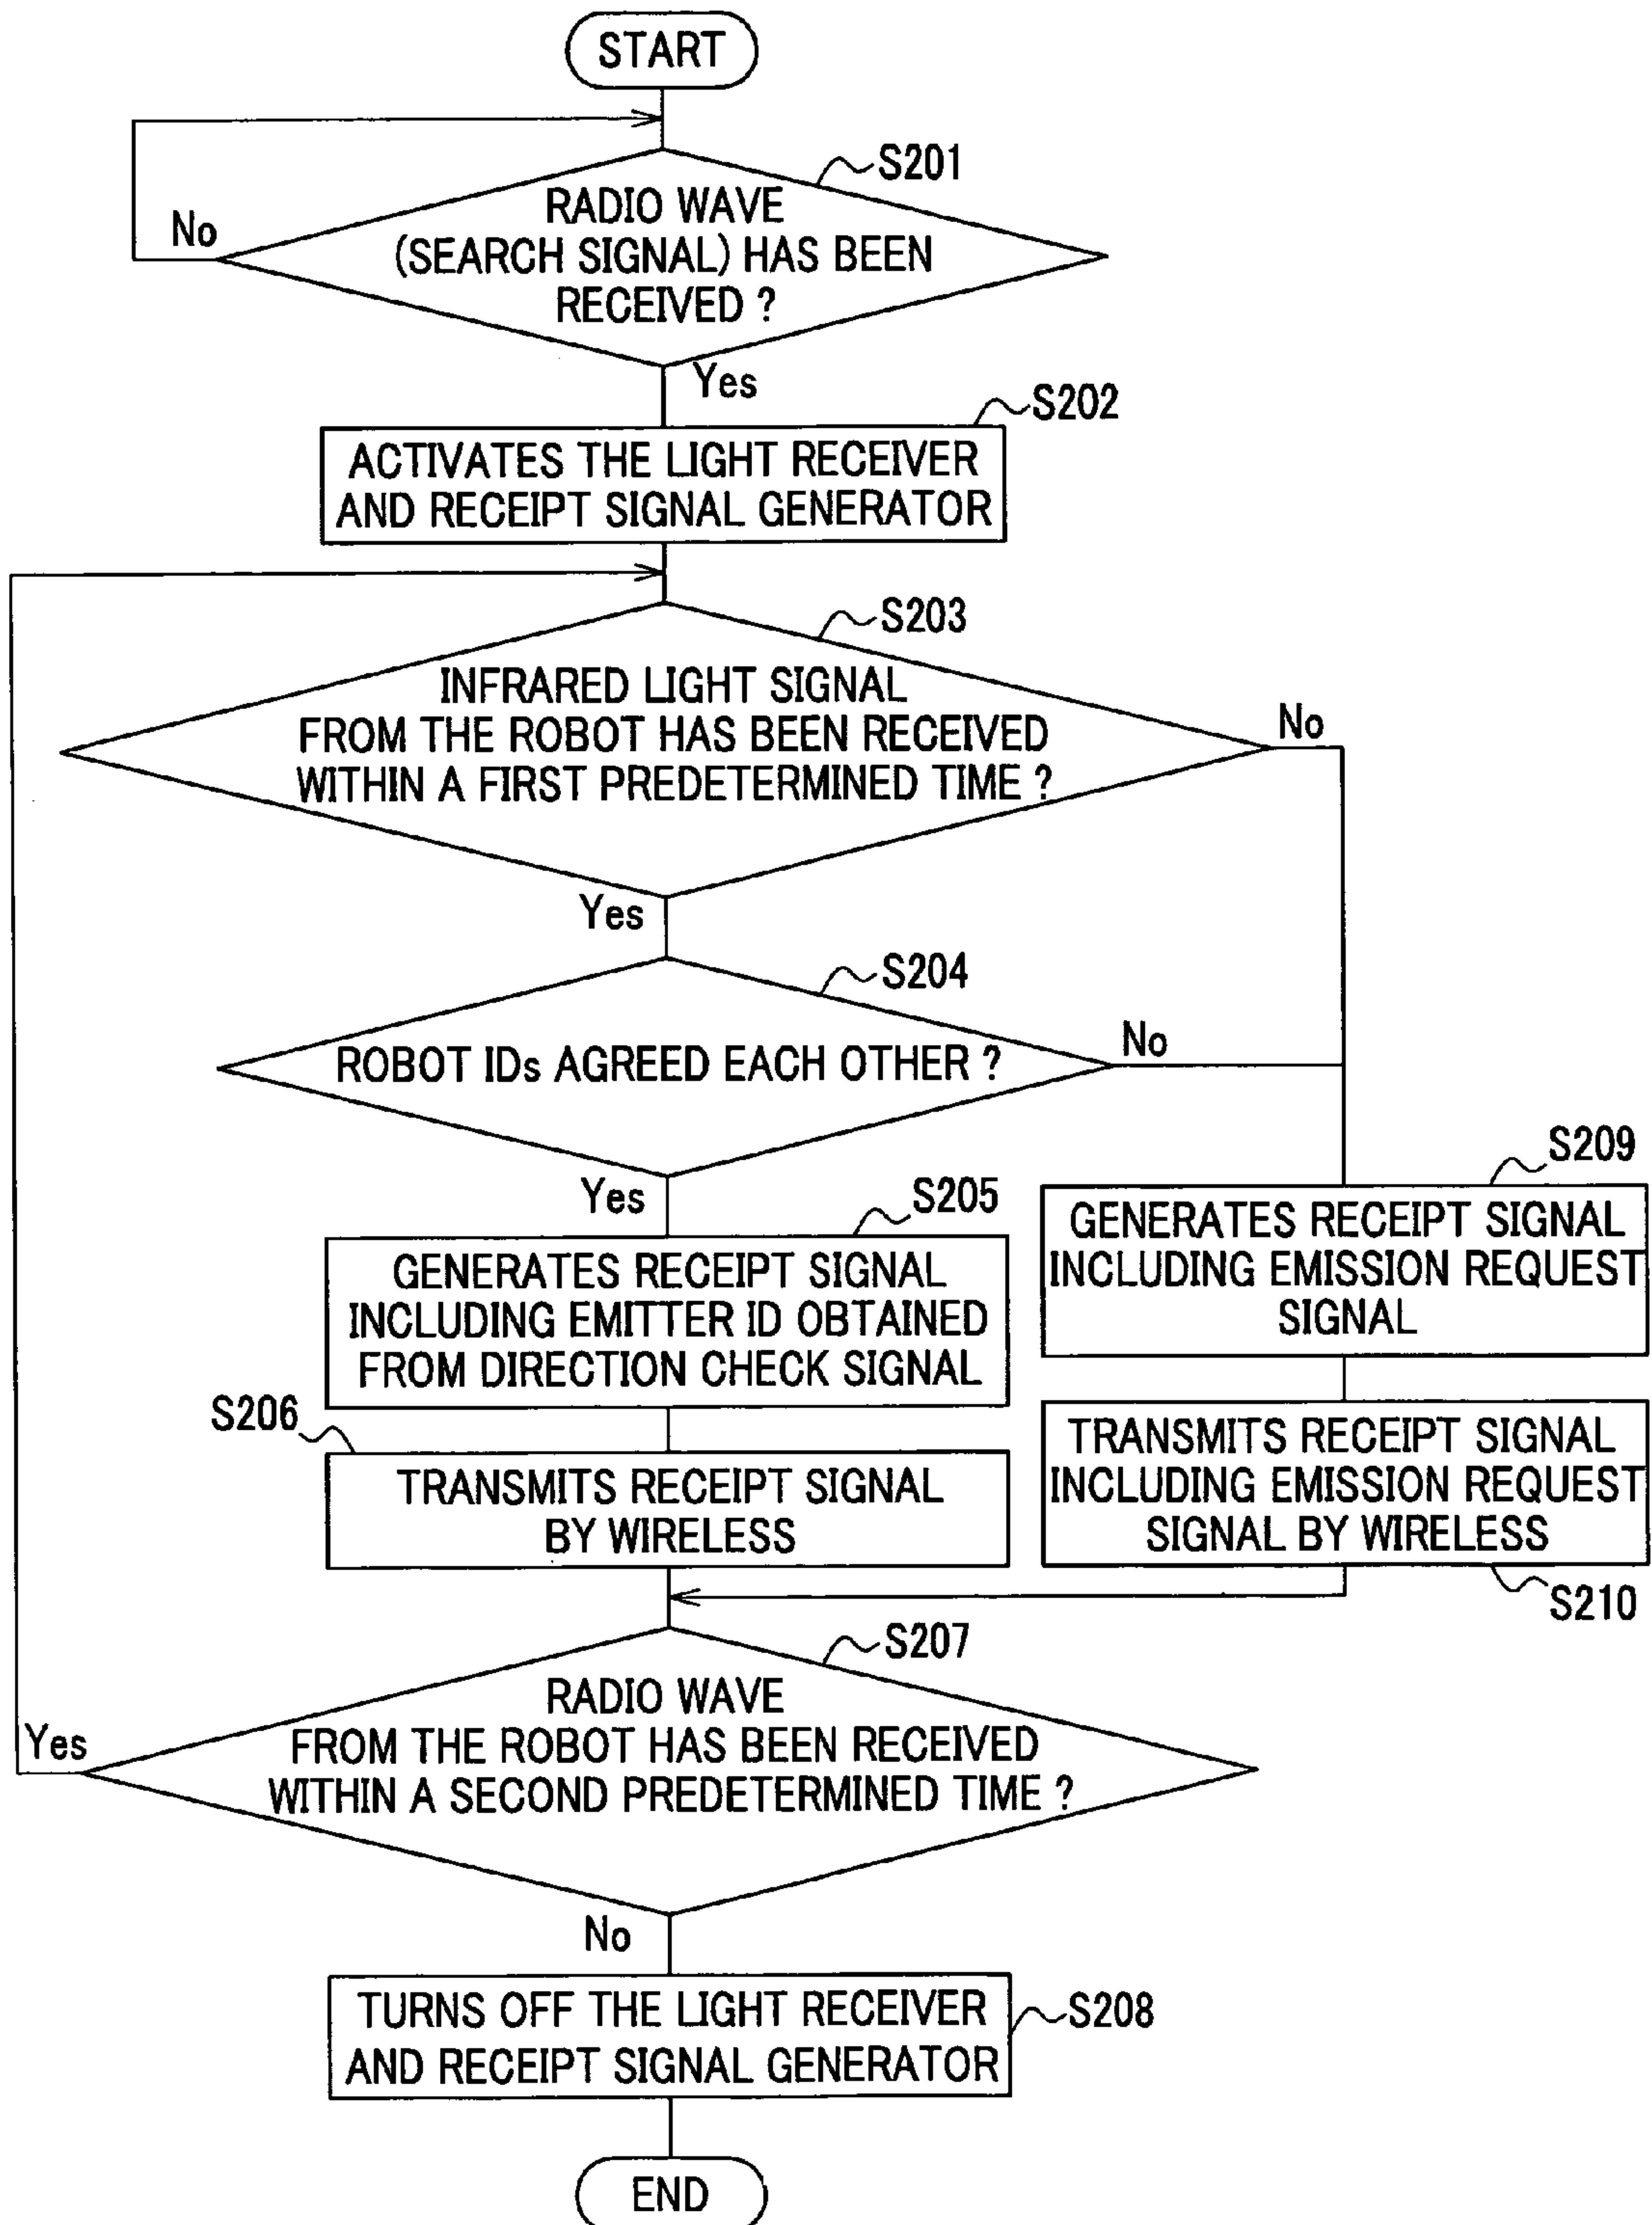 START
S201
RADIO WAVE
(SEARCH SIGNAL) HAS BEEN
RECEIVED ?
No
Yes
S202
ACTIVATES THE LIGHT RECEIVER
AND RECEIPT SIGNAL GENERATOR
S203
INFRARED LIGHT SIGNAL
FROM THE ROBOT HAS BEEN RECEIVED
WITHIN A FIRST PREDETERMINED TIME ?
No
Yes
S204
ROBOT IDs AGREED EACH OTHER ?
No
Yes
S205
GENERATES RECEIPT SIGNAL
INCLUDING EMITTER ID OBTAINED
FROM DIRECTION CHECK SIGNAL
S209
GENERATES RECEIPT SIGNAL
INCLUDING EMISSION REQUEST
SIGNAL
S206
TRANSMITS RECEIPT SIGNAL
BY WIRELESS
TRANSMITS RECEIPT SIGNAL
INCLUDING EMISSION REQUEST
SIGNAL BY WIRELESS
S210
S207
RADIO WAVE
FROM THE ROBOT HAS BEEN RECEIVED
WITHIN A SECOND PREDETERMINED TIME ?
Yes
No
TURNS OFF THE LIGHT RECEIVER
AND RECEIPT SIGNAL GENERATOR
S208
END